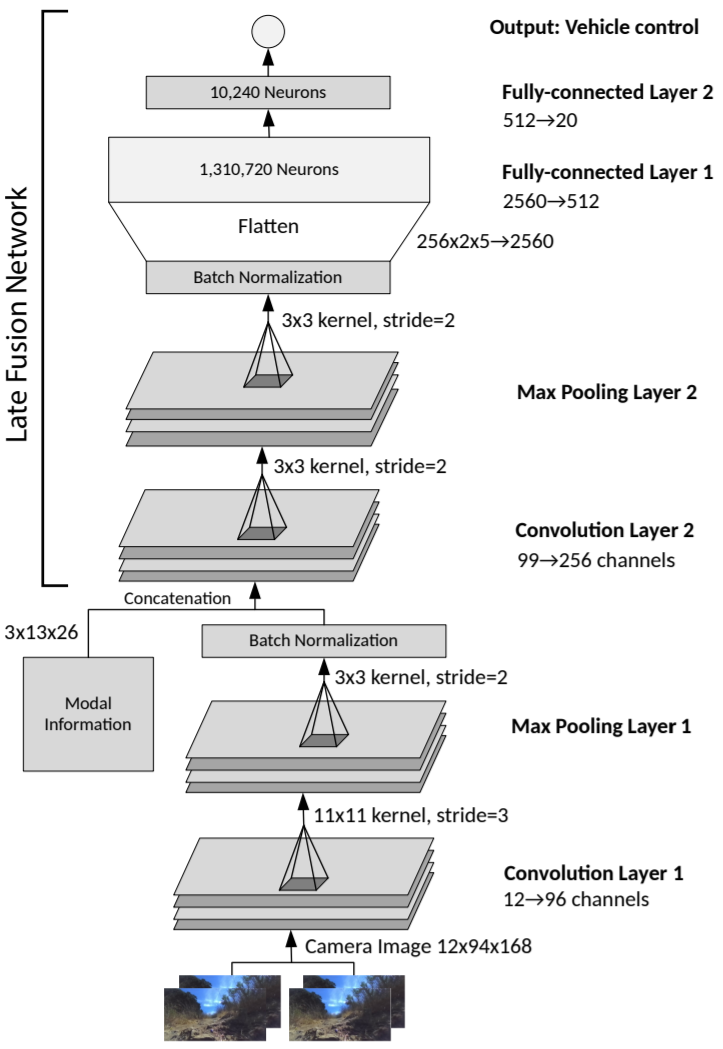 Output: Vehicle control
10,240 Neurons
Fully-connected Layer 2
512→20
1,310,720 Neurons
Fully-connected Layer 1
2560→512
Flatten
256x2x5→2560
Batch Normalization
3x3 kernel, stride=2
Max Pooling Layer 2
3x3 kernel, stride=2
Convolution Layer 2
99→256 channels
Late Fusion Network
Concatenation
3x13x26
Batch Normalization
Modal
Information
3x3 kernel, stride=2
Max Pooling Layer 1
11x11 kernel, stride=3
Convolution Layer 1
12→96 channels
Camera Image 12x94x168